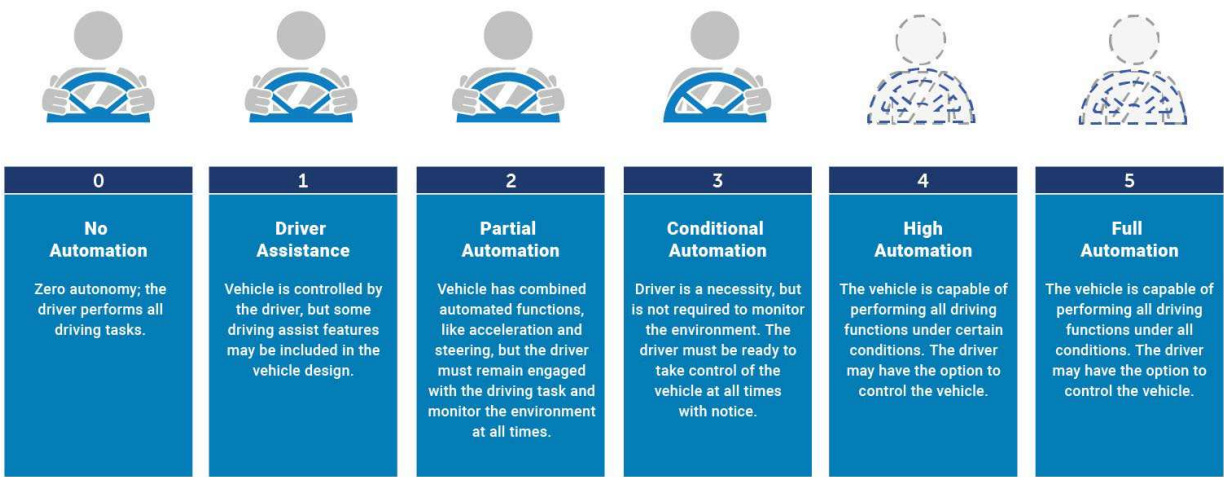 0
No
Automation
Zero autonomy; the
driver performs all
driving tasks.
1
Driver
Assistance
Vehicle is controlled by
the driver, but some
driving assist features
may be included in the
vehicle design.
2
Partial
Automation
Vehicle has combined
automated functions,
like acceleration and
steering, but the driver
must remain engaged
with the driving task and
monitor the environment
at all times.
3
Conditional
Automation
Driver is a necessity, but
is not required to monitor
the environment. The
driver must be ready to
take control of the
vehicle at all times
with notice.
4
High
Automation
The vehicle is capable of
performing all driving
functions under certain
conditions. The driver
may have the option to
control the vehicle.
5
Full
Automation
The vehicle is capable of
performing all driving
functions under all
conditions. The driver
may have the option to
control the vehicle.